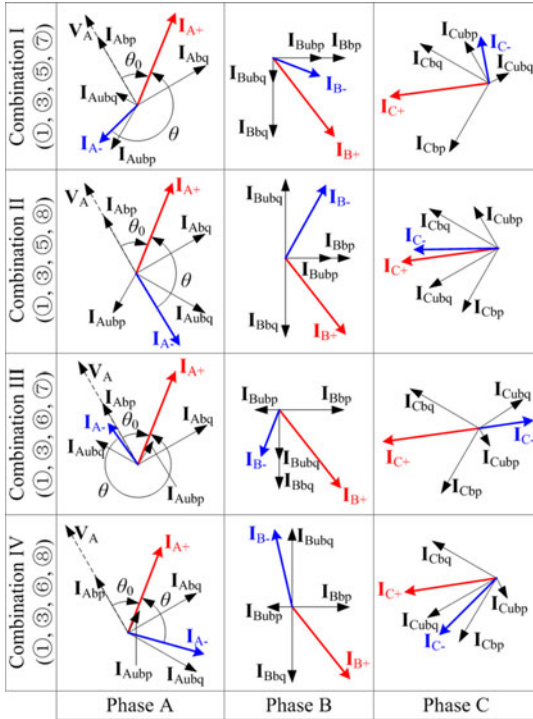 Combination I
(①, ③, ⑤, ⑦)
V_A
I_Abp
θ_0
I_A+
I_Abq
I_Aubq
I_A-
I_Aubp
θ
I_Bubp
I_Bbp
I_Bubq
I_B-
I_Bbq
I_B+
I_Cubp
I_C-
I_Cbq
I_Cubq
I_C+
I_Cbp
Combination II
(①, ③, ⑤, ⑧)
V_A
I_Abp
θ_0
I_A+
I_Abq
θ
I_Aubp
I_Aubq
I_A-
I_Bubq
I_B-
I_Bbp
I_Bubp
I_Bbq
I_B+
I_Cbq
I_Cubp
I_C-
I_C+
I_Cubq
I_Cbp
Combination III
(①, ③, ⑥, ⑦)
V_A
I_Abp
I_A+
I_A-
θ_0
I_Abq
I_Aubq
θ
I_Aubp
I_Bubp
I_Bbp
I_B-
I_Bubq
I_Bbq
I_B+
I_Cbq
I_Cubq
I_C+
I_C-
I_Cubp
I_Cbp
Combination IV
(①, ③, ⑥, ⑧)
V_A
I_A+
I_Abp
θ_0
I_Abq
θ
I_A-
I_Aubp
I_Aubq
I_B-
I_Bubq
I_Bubp
I_Bbp
I_Bbq
I_B+
I_Cbq
I_C+
I_Cubp
I_Cubq
I_C-
I_Cbp
Phase A
Phase B
Phase C